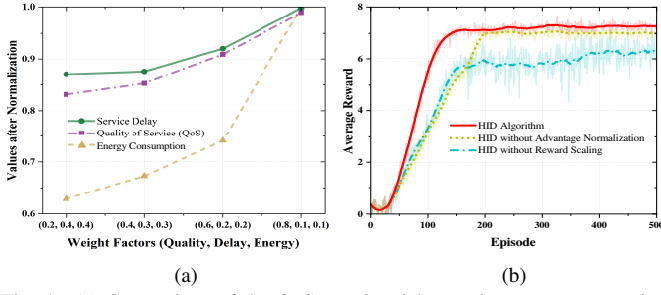 1.0
0.9
0.8
0.7
0.6
Values after Normalization
Service Delay
Quality of Service (QoS)
Energy Consumption
(0.2, 0.4, 0.4) (0.4, 0.3, 0.3) (0.6, 0.2, 0.2) (0.8, 0.1, 0.1)
Weight Factors (Quality, Delay, Energy)
(a)
8
6
4
2
0
Average Reward
HID Algorithm
HID without Advantage Normalization
HID without Reward Scaling
0 100 200 300 400 500
Episode
(b)